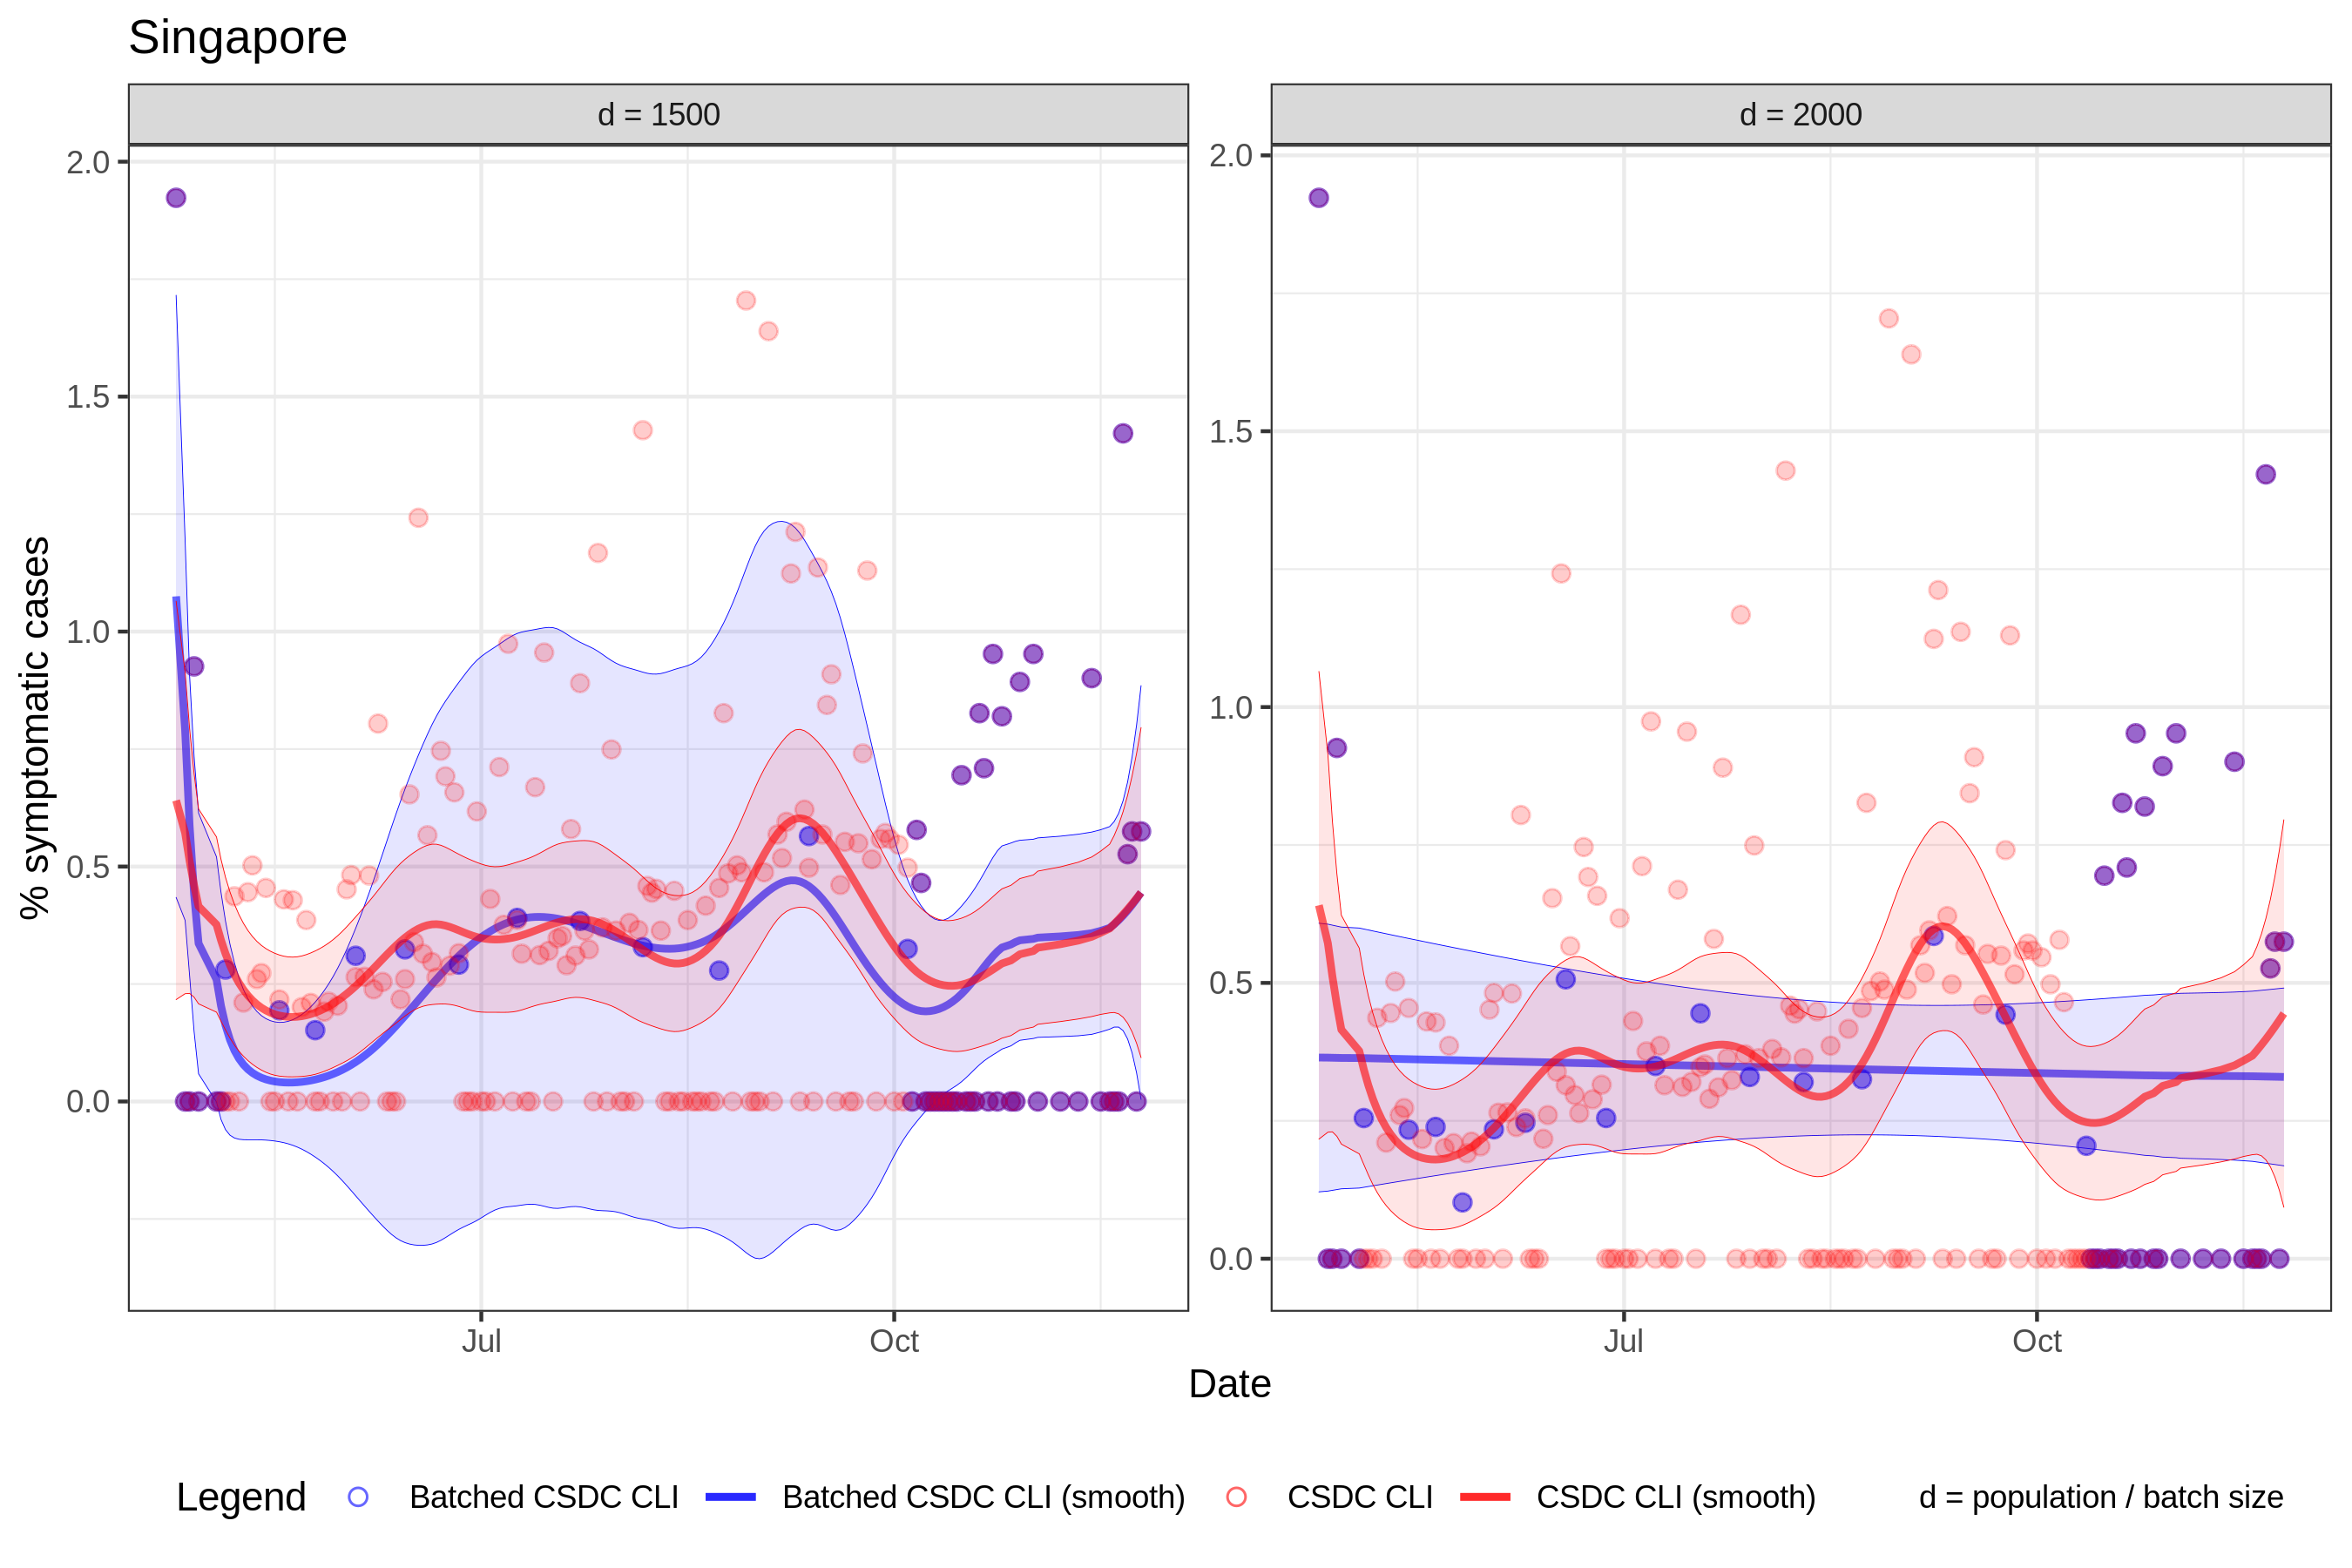 Singapore
d = 1500
d = 2000
% symptomatic cases
2.0
1.5
1.0
0.5
0.0
2.0
1.5
1.0
0.5
0.0
Jul
Oct
Jul
Oct
Date
Legend
Batched CSDC CLI
Batched CSDC CLI (smooth)
CSDC CLI
CSDC CLI (smooth)
d = population / batch size